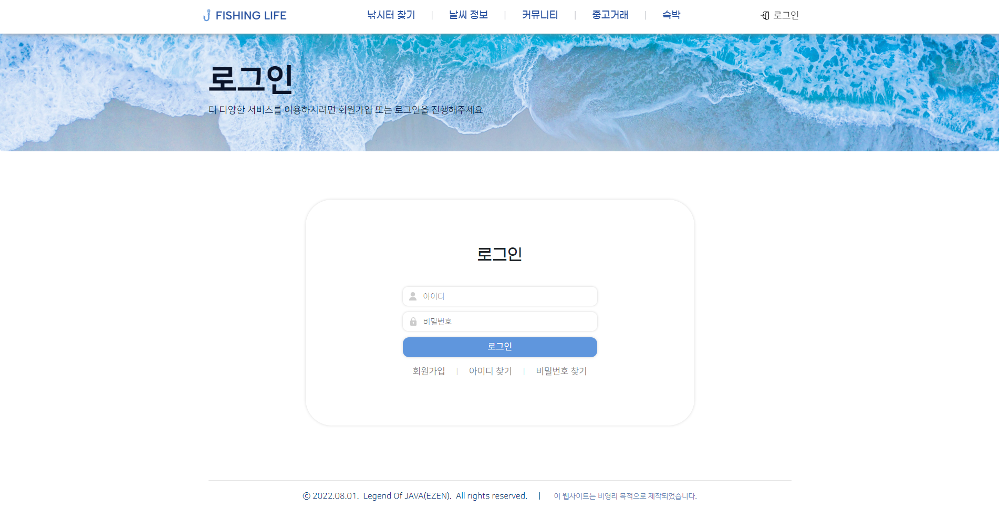 FISHING LIFE 낚시터 찾기 | 날씨 정보 | 커뮤니티 | 중고거래 | 숙박 로그인
로그인
더 다양한 서비스를 이용하시려면 회원가입 또는 로그인을 진행해주세요
로그인
아이디
비밀번호
로그인
회원가입 | 아이디 찾기 | 비밀번호 찾기
ⓒ 2022.08.01. Legend Of JAVA(EZEN). All rights reserved. | 이 웹사이트는 비영리 목적으로 제작되었습니다.